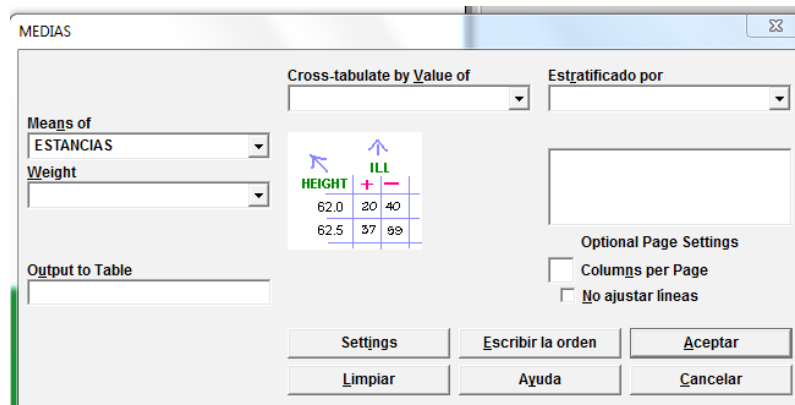 MEDIAS
Cross-tabulate by Value of
Estratificado por
Means of
ESTANCIAS
Weight
ILL
HEIGHT + −
62.0 20 40
62.5 37 99
Output to Table
Optional Page Settings
Columns per Page
No ajustar líneas
Settings
Escribir la orden
Aceptar
Limpiar
Ayuda
Cancelar